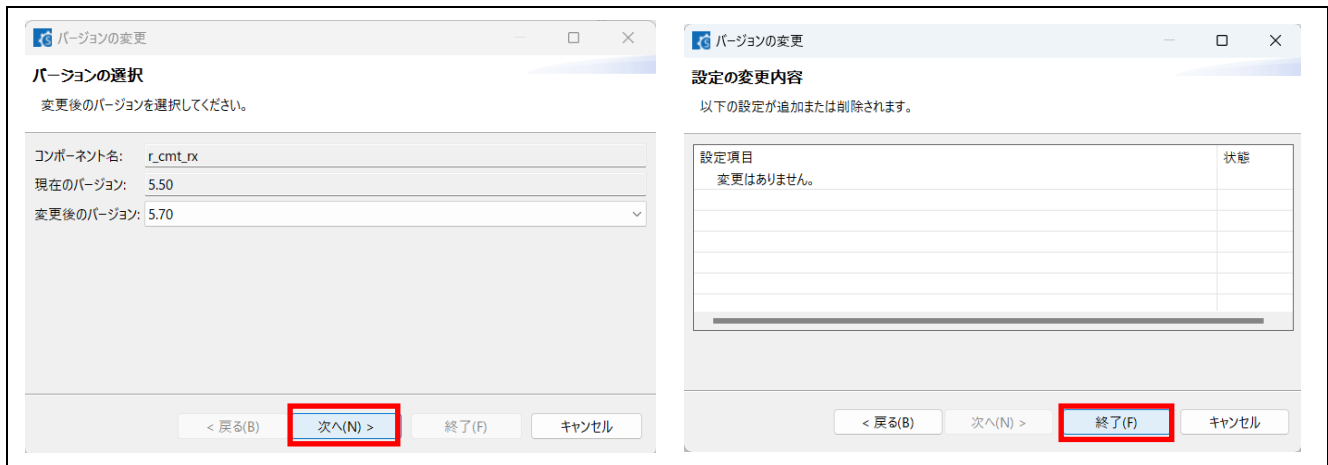 バージョンの変更
バージョンの選択
変更後のバージョンを選択してください。
コンポーネント名: r_cmt_rx
現在のバージョン: 5.50
変更後のバージョン: 5.70
< 戻る(B) 次へ(N) > 終了(F) キャンセル
バージョンの変更
設定の変更内容
以下の設定が追加または削除されます。
設定項目 状態
変更はありません。
< 戻る(B) 次へ(N) > 終了(F) キャンセル